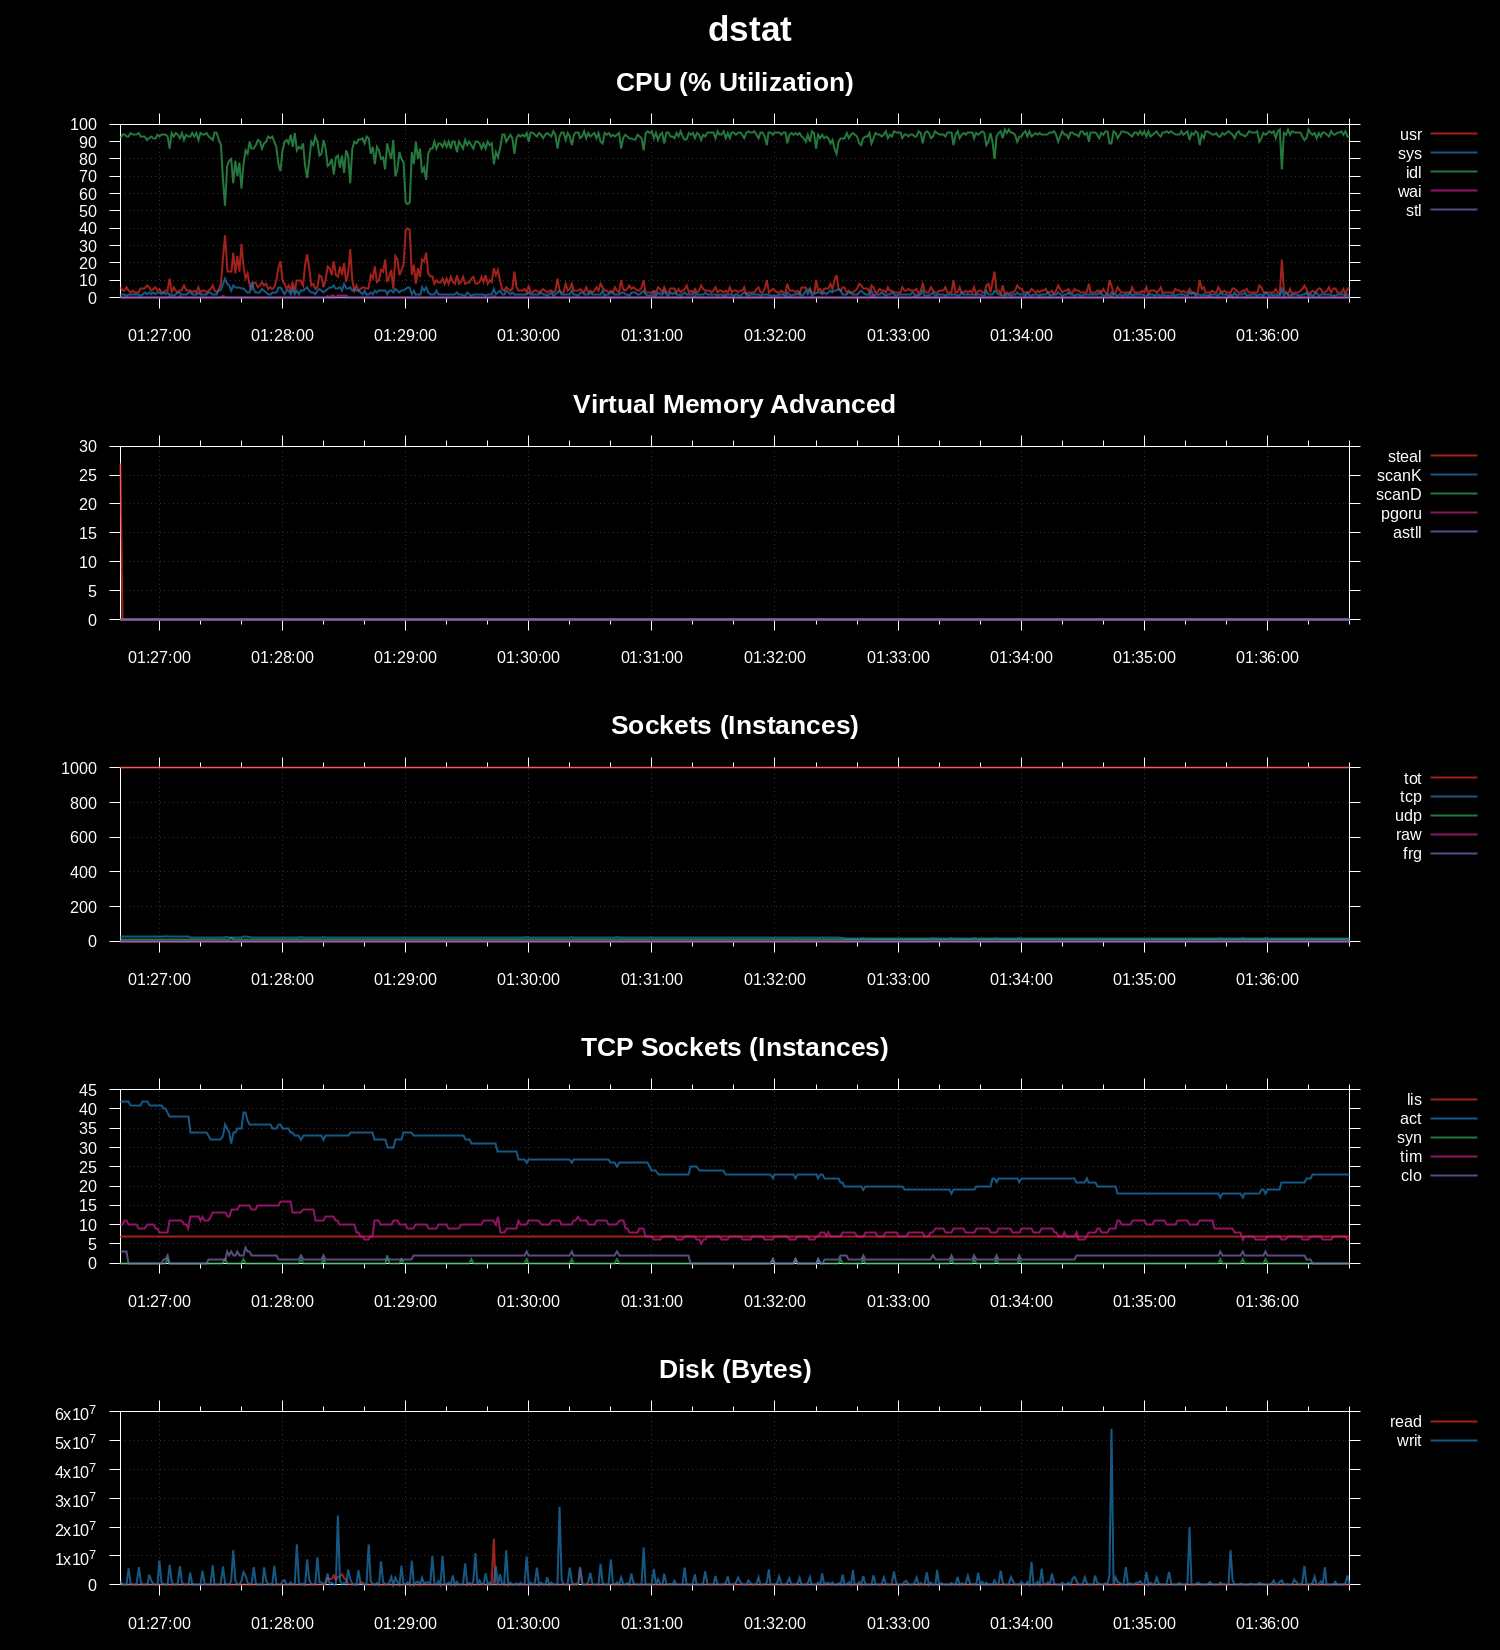 dstat
CPU (% Utilization)
100
90
80
70
60
50
40
30
20
10
0
usr
sys
idl
wai
stl
01:27:00 01:28:00 01:29:00 01:30:00 01:31:00 01:32:00 01:33:00 01:34:00 01:35:00 01:36:00
Virtual Memory Advanced
30
25
20
15
10
5
0
steal
scanK
scanD
pgoru
astll
01:27:00 01:28:00 01:29:00 01:30:00 01:31:00 01:32:00 01:33:00 01:34:00 01:35:00 01:36:00
Sockets (Instances)
1000
800
600
400
200
0
tot
tcp
udp
raw
frg
01:27:00 01:28:00 01:29:00 01:30:00 01:31:00 01:32:00 01:33:00 01:34:00 01:35:00 01:36:00
TCP Sockets (Instances)
45
40
35
30
25
20
15
10
5
0
lis
act
syn
tim
clo
01:27:00 01:28:00 01:29:00 01:30:00 01:31:00 01:32:00 01:33:00 01:34:00 01:35:00 01:36:00
Disk (Bytes)
6x10⁷
5x10⁷
4x10⁷
3x10⁷
2x10⁷
1x10⁷
0
read
writ
01:27:00 01:28:00 01:29:00 01:30:00 01:31:00 01:32:00 01:33:00 01:34:00 01:35:00 01:36:00